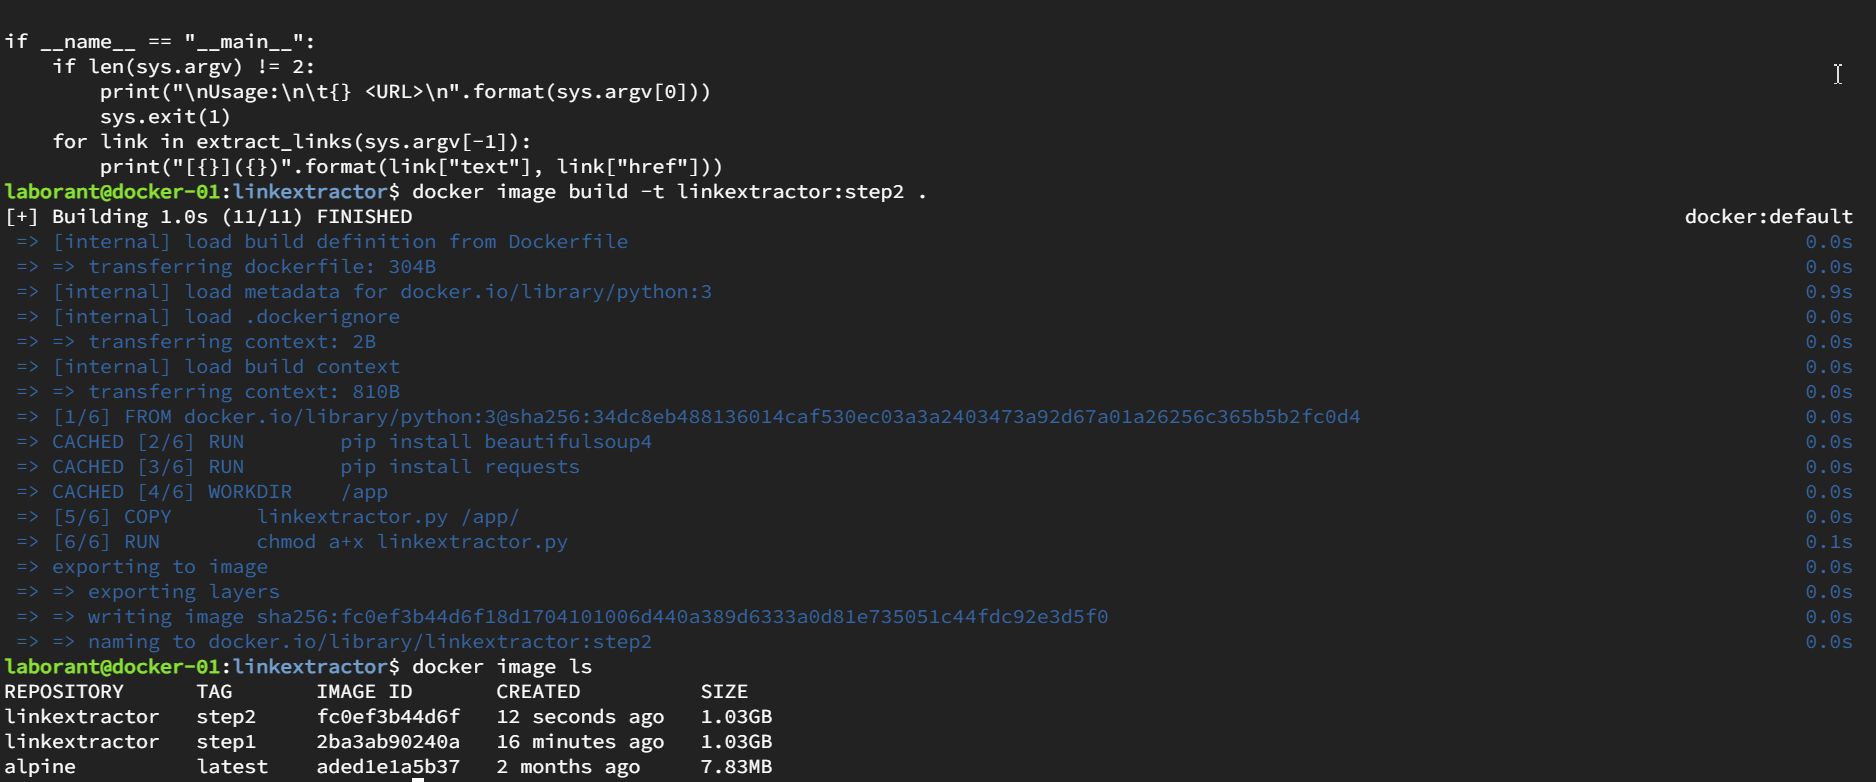 if __name__ == "__main__":
    if len(sys.argv) != 2:
        print("\nUsage:\n\t{} <URL>\n".format(sys.argv[0]))
        sys.exit(1)
    for link in extract_links(sys.argv[-1]):
        print("[{}]({})".format(link["text"], link["href"]))
laborant@docker-01:linkextractor$ docker image build -t linkextractor:step2 .
[+] Building 1.0s (11/11) FINISHED docker:default
 => [internal] load build definition from Dockerfile 0.0s
 => => transferring dockerfile: 304B 0.0s
 => [internal] load metadata for docker.io/library/python:3 0.9s
 => [internal] load .dockerignore 0.0s
 => => transferring context: 2B 0.0s
 => [internal] load build context 0.0s
 => => transferring context: 810B 0.0s
 => [1/6] FROM docker.io/library/python:3@sha256:34dc8eb488136014caf530ec03a3a2403473a92d67a01a26256c365b5b2fc0d4 0.0s
 => CACHED [2/6] RUN        pip install beautifulsoup4 0.0s
 => CACHED [3/6] RUN        pip install requests 0.0s
 => CACHED [4/6] WORKDIR    /app 0.0s
 => [5/6] COPY       linkextractor.py /app/ 0.0s
 => [6/6] RUN        chmod a+x linkextractor.py 0.1s
 => exporting to image 0.0s
 => => exporting layers 0.0s
 => => writing image sha256:fc0ef3b44d6f18d1704101006d440a389d6333a0d81e735051c44fdc92e3d5f0 0.0s
 => => naming to docker.io/library/linkextractor:step2 0.0s
laborant@docker-01:linkextractor$ docker image ls
REPOSITORY      TAG       IMAGE ID       CREATED          SIZE
linkextractor   step2     fc0ef3b44d6f   12 seconds ago   1.03GB
linkextractor   step1     2ba3ab90240a   16 minutes ago   1.03GB
alpine          latest    aded1e1a5b37   2 months ago     7.83MB